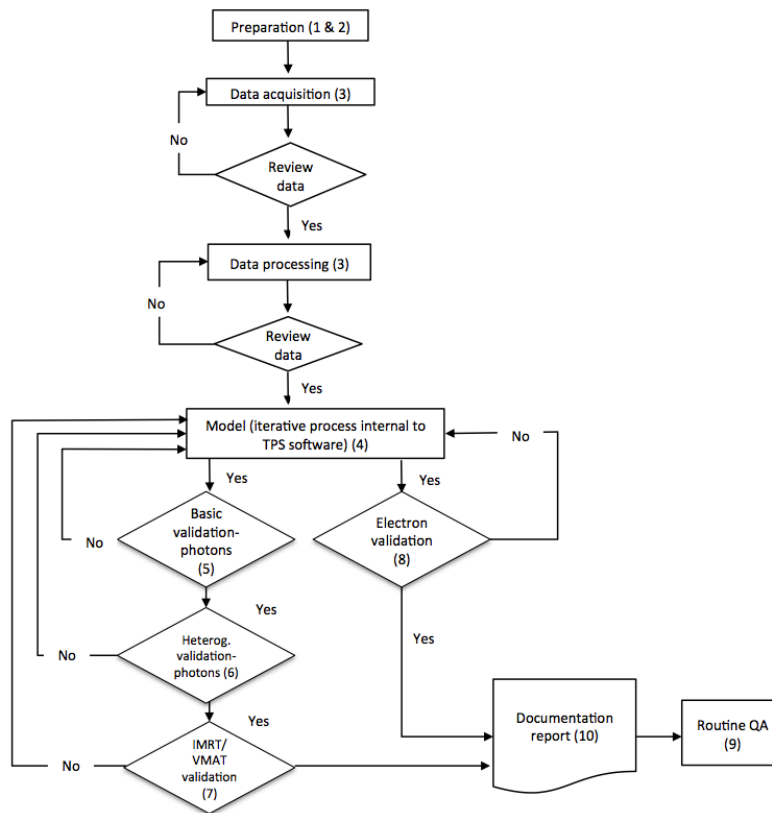 Preparation (1 & 2)
Data acquisition (3)
No
Review
data
Yes
Data processing (3)
No
Review
data
Yes
Model (iterative process internal to
TPS software) (4)
No
Yes
Yes
Basic
validation-
photons
(5)
No
Electron
validation
(8)
Yes
Yes
Heterog.
validation-
photons (6)
No
Yes
IMRT/
VMAT
validation
(7)
No
Documentation
report (10)
Routine QA
(9)